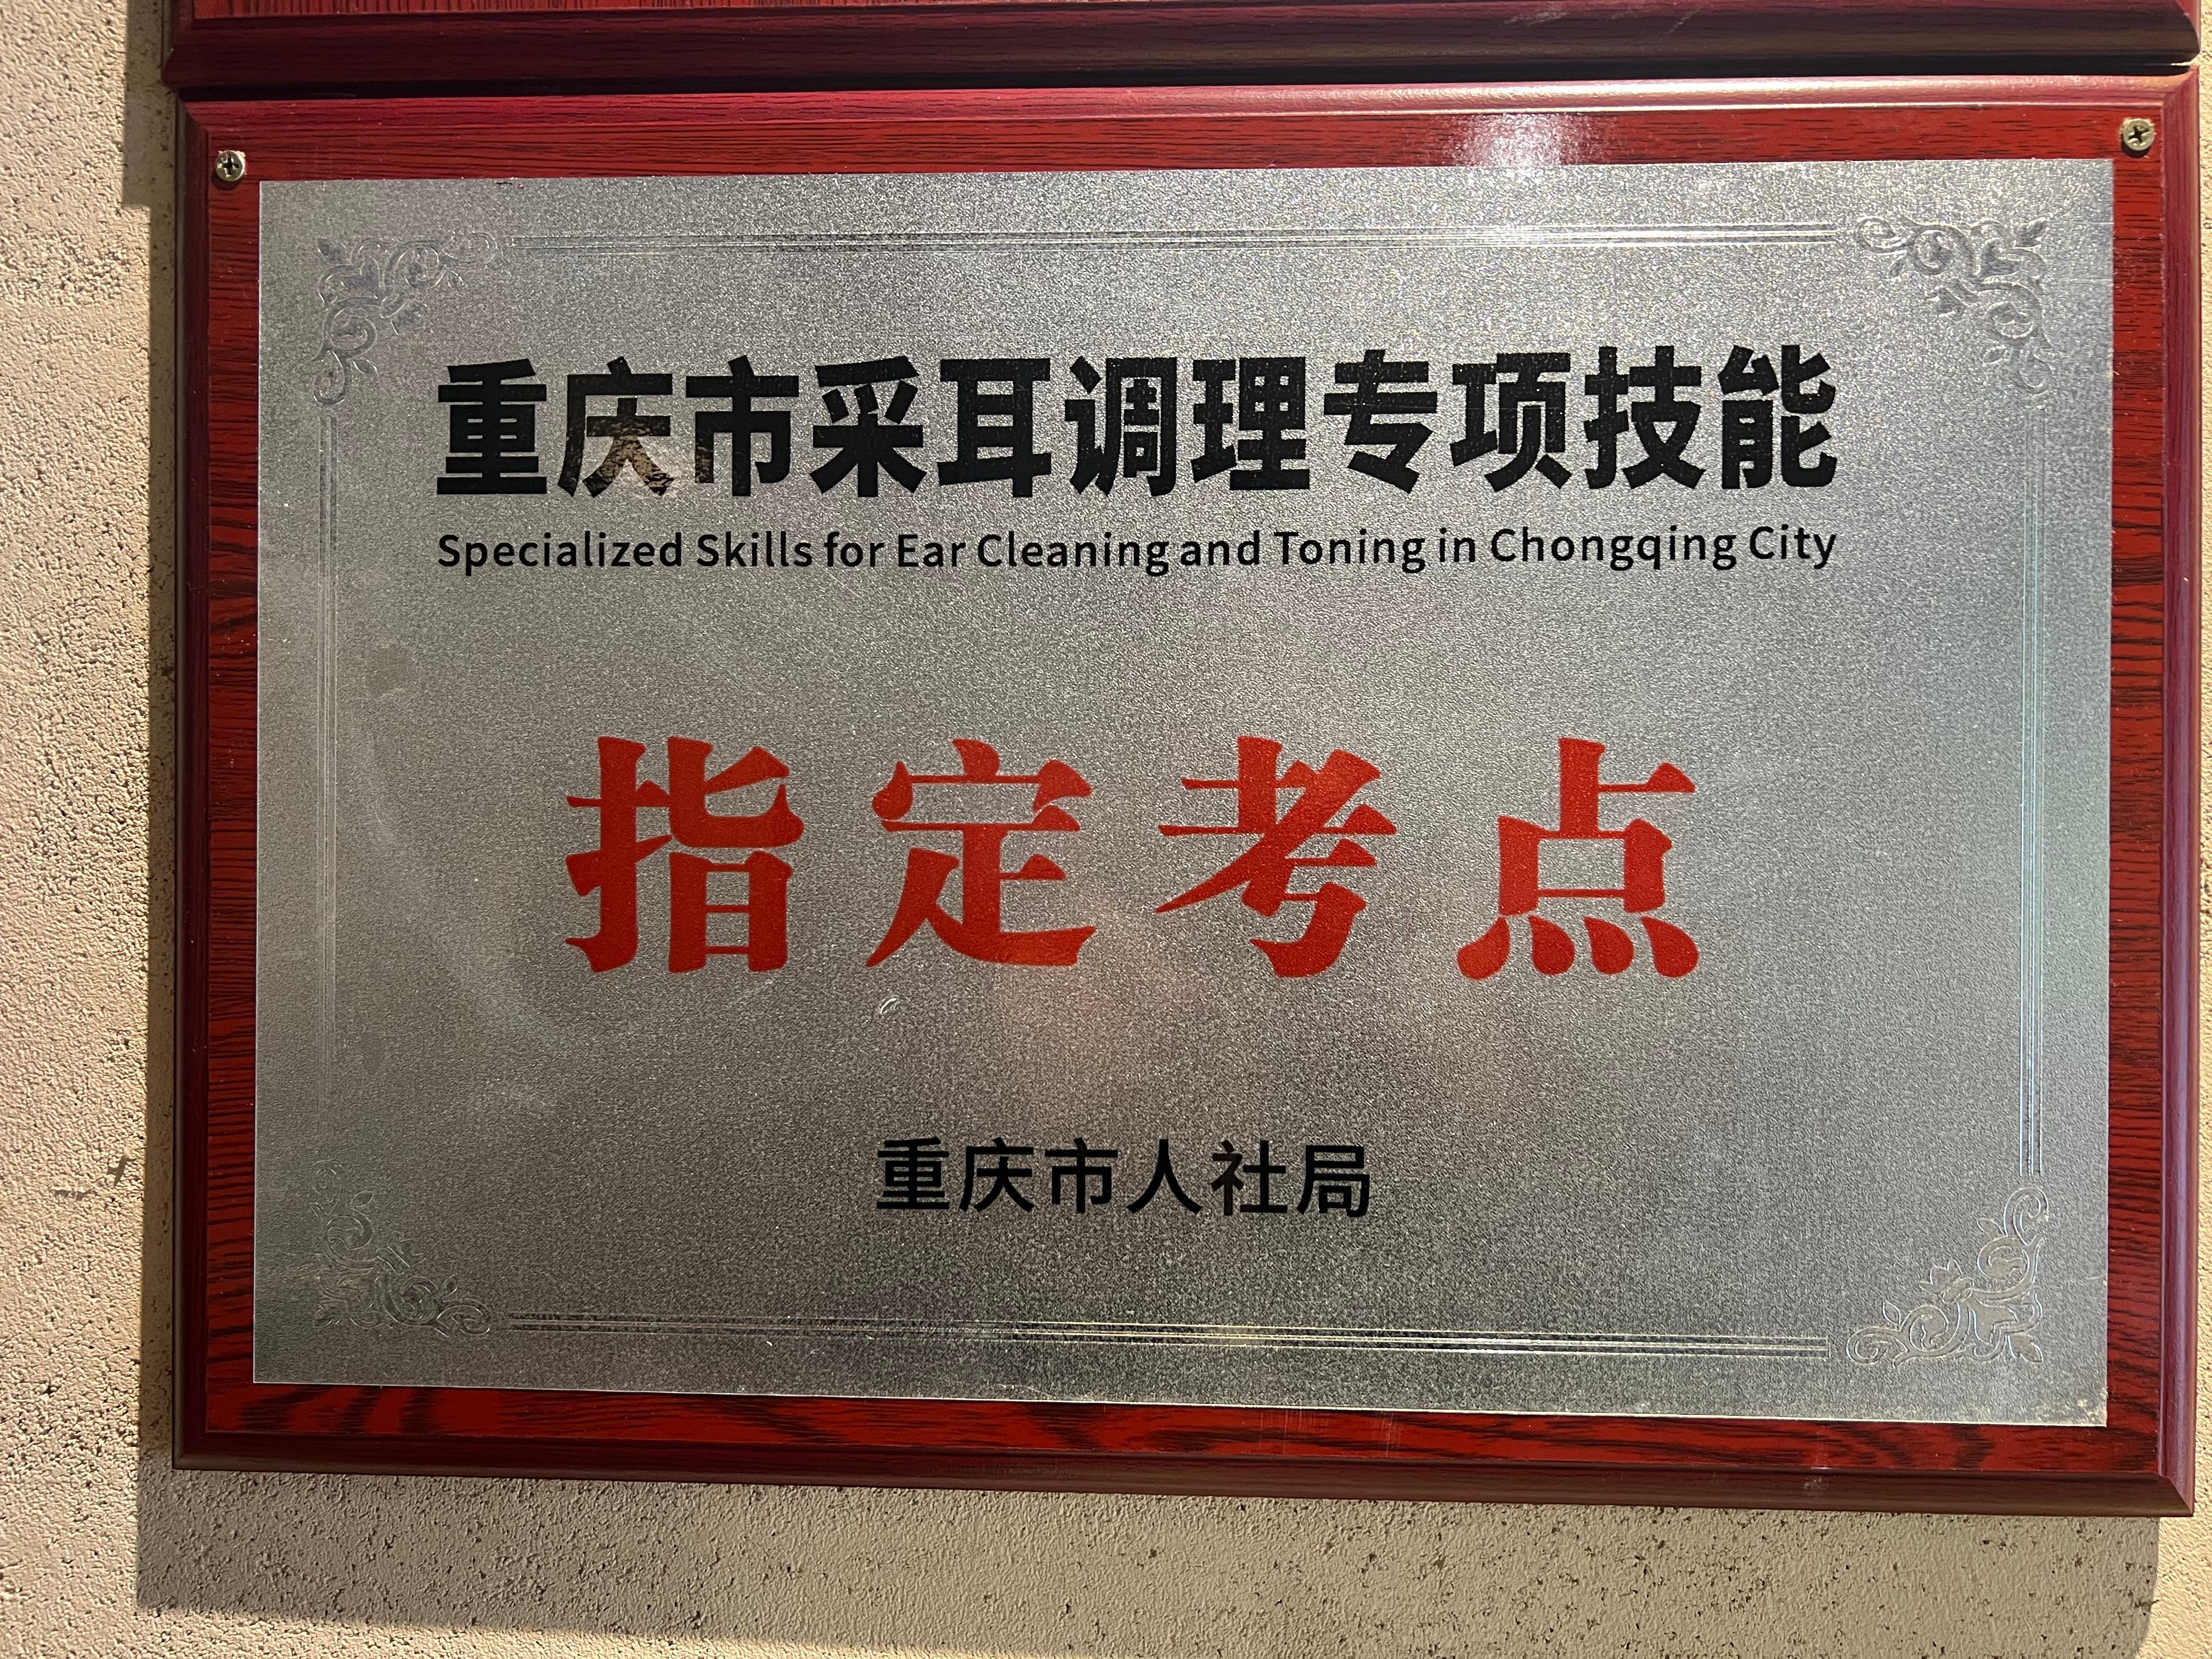 重庆市采耳调理专项技能
Specialized Skills for Ear Cleaning and Toning in Chongqing City
指定考点
重庆市人社局